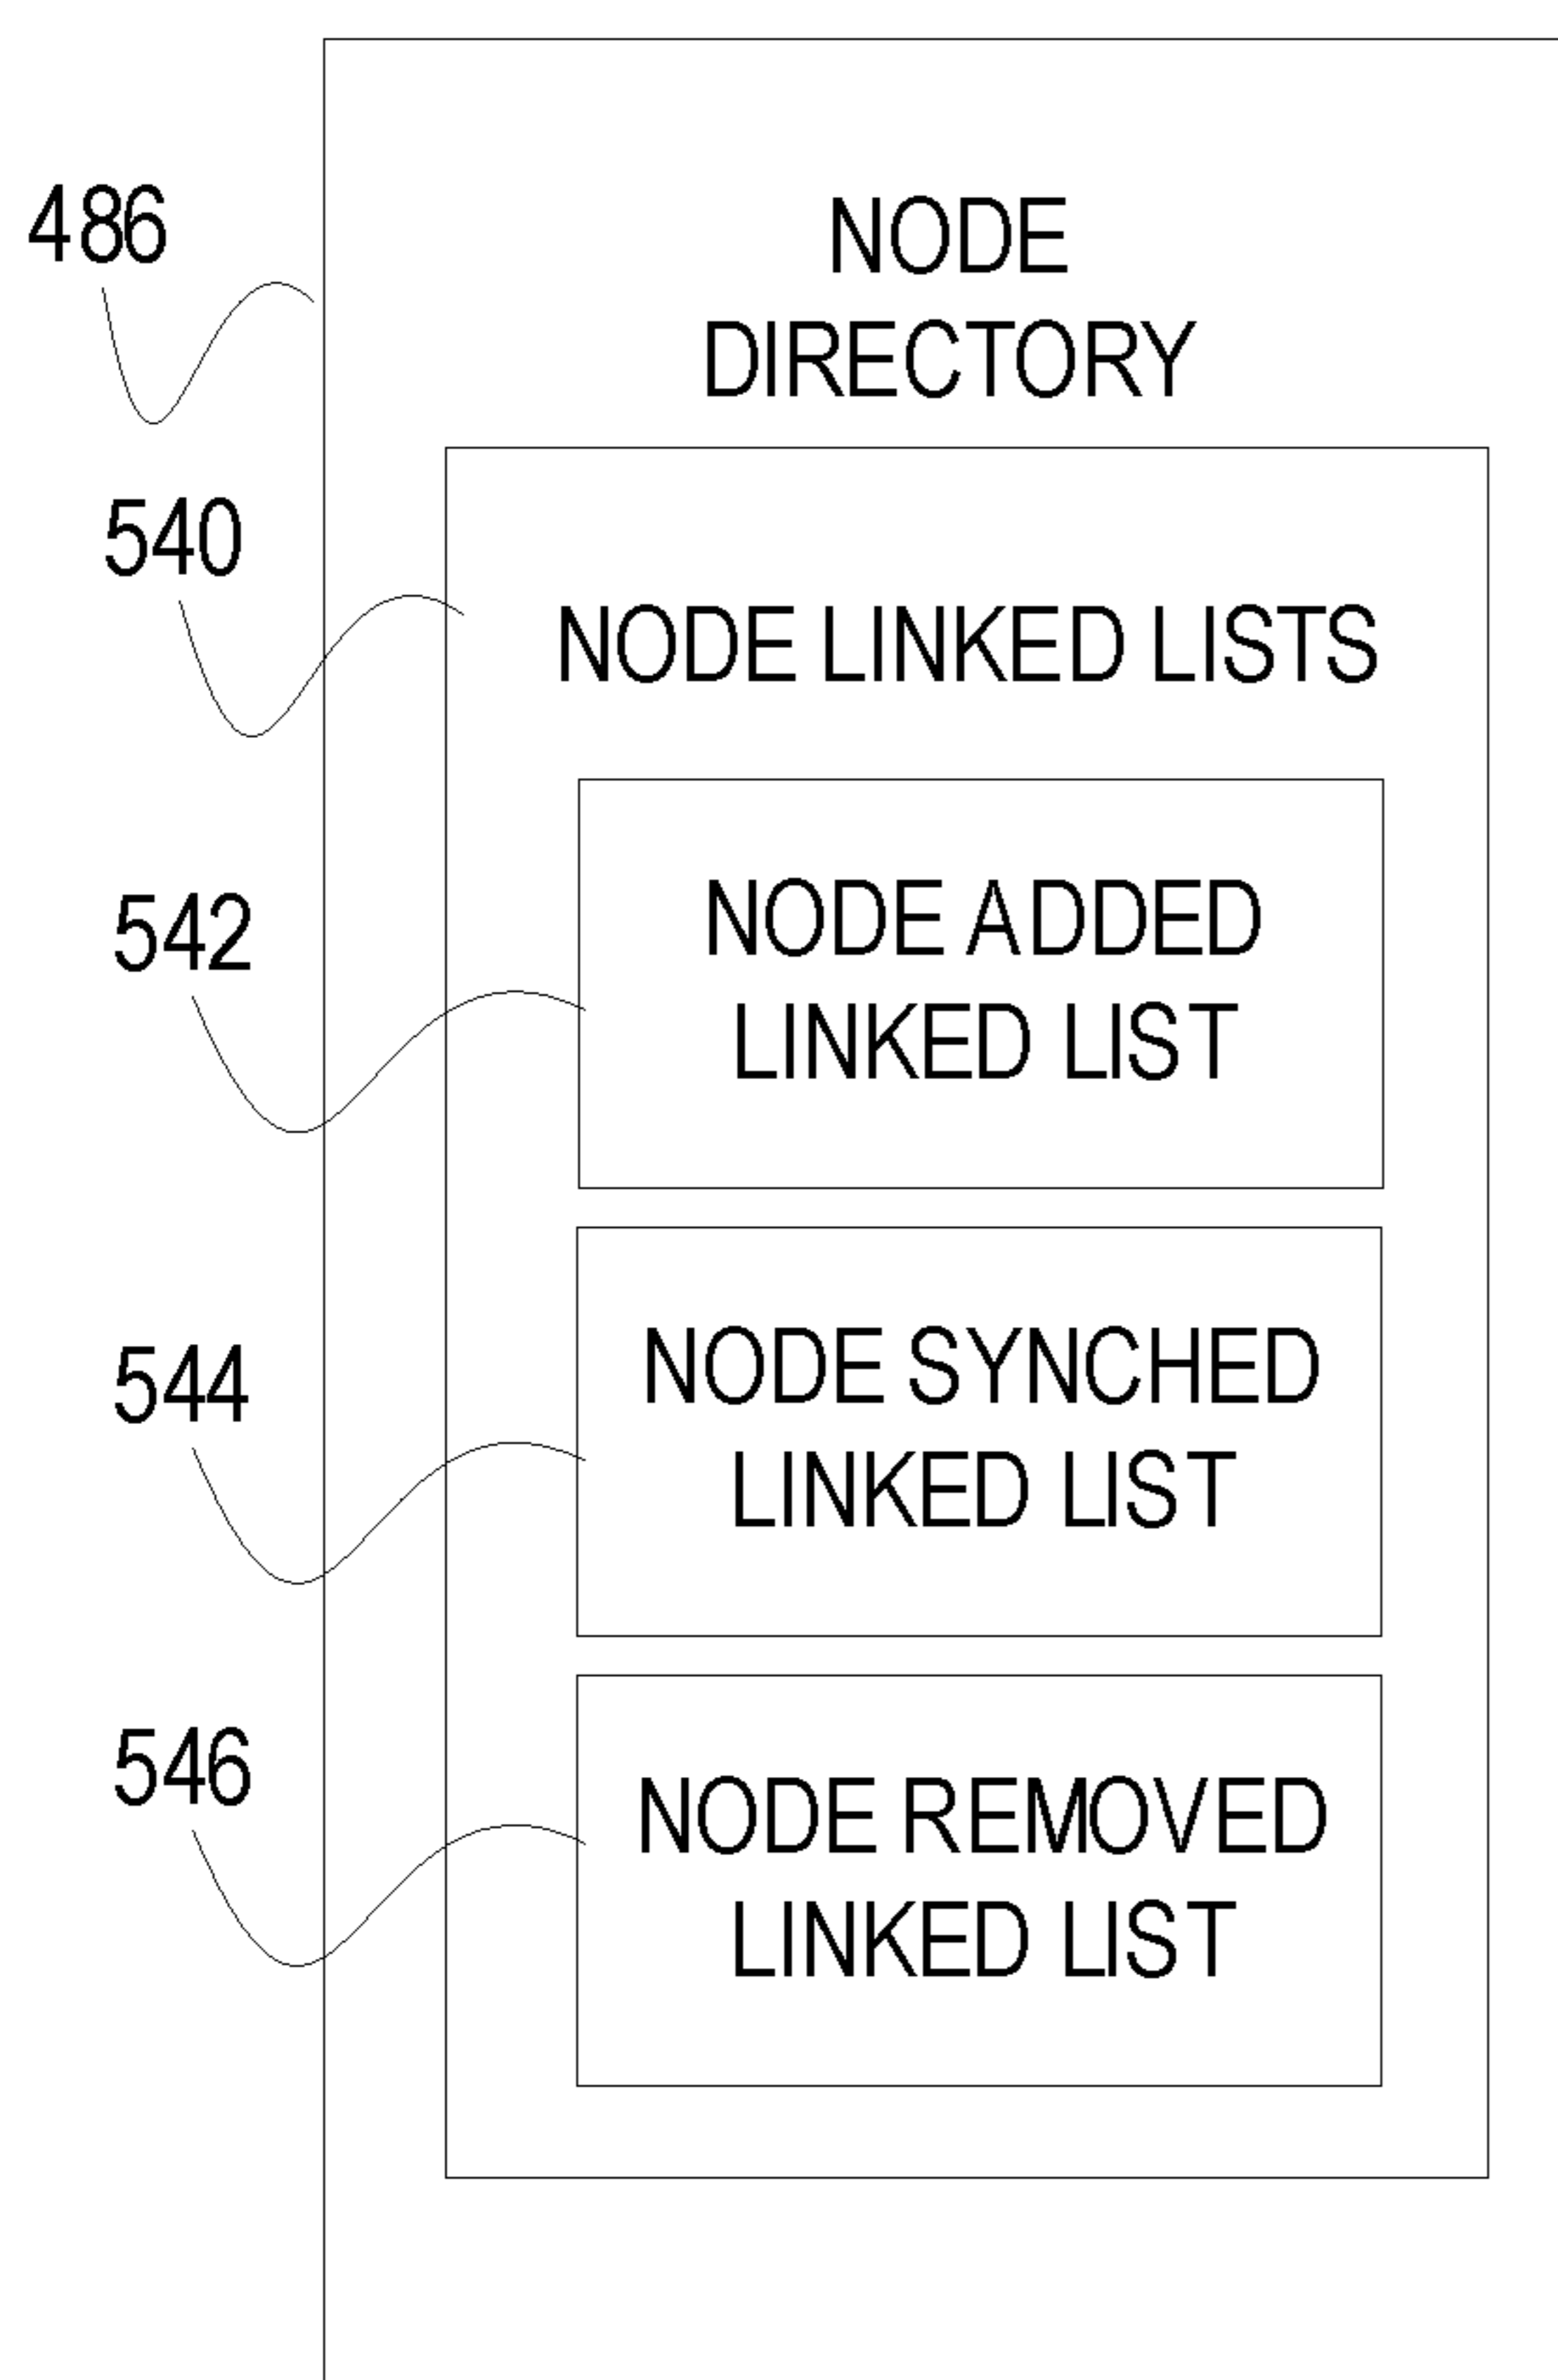 486
NODE
DIRECTORY
540
NODE LINKED LISTS
542
NODE ADDED
LINKED LIST
544
NODE SYNCHED
LINKED LIST
546
NODE REMOVED
LINKED LIST